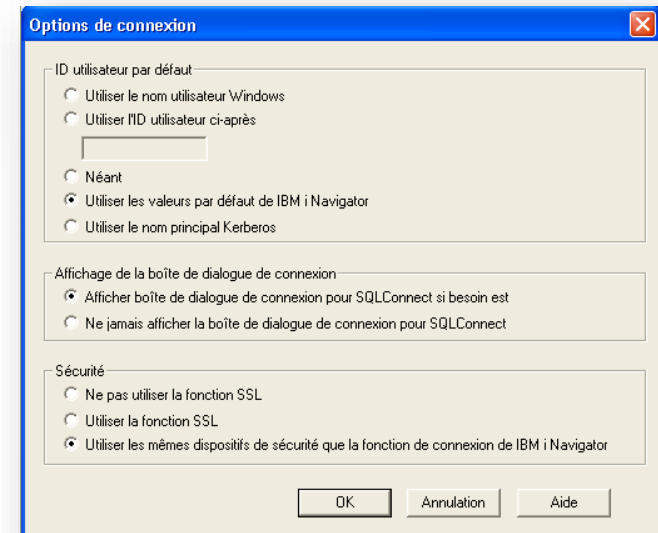 Options de connexion
ID utilisateur par défaut
Utiliser le nom utilisateur Windows
Utiliser l'ID utilisateur ci-après
Néant
Utiliser les valeurs par défaut de IBM i Navigator
Utiliser le nom principal Kerberos
Affichage de la boîte de dialogue de connexion
Afficher boîte de dialogue de connexion pour SQLConnect si besoin est
Ne jamais afficher la boîte de dialogue de connexion pour SQLConnect
Sécurité
Ne pas utiliser la fonction SSL
Utiliser la fonction SSL
Utiliser les mêmes dispositifs de sécurité que la fonction de connexion de IBM i Navigator
OK Annulation Aide